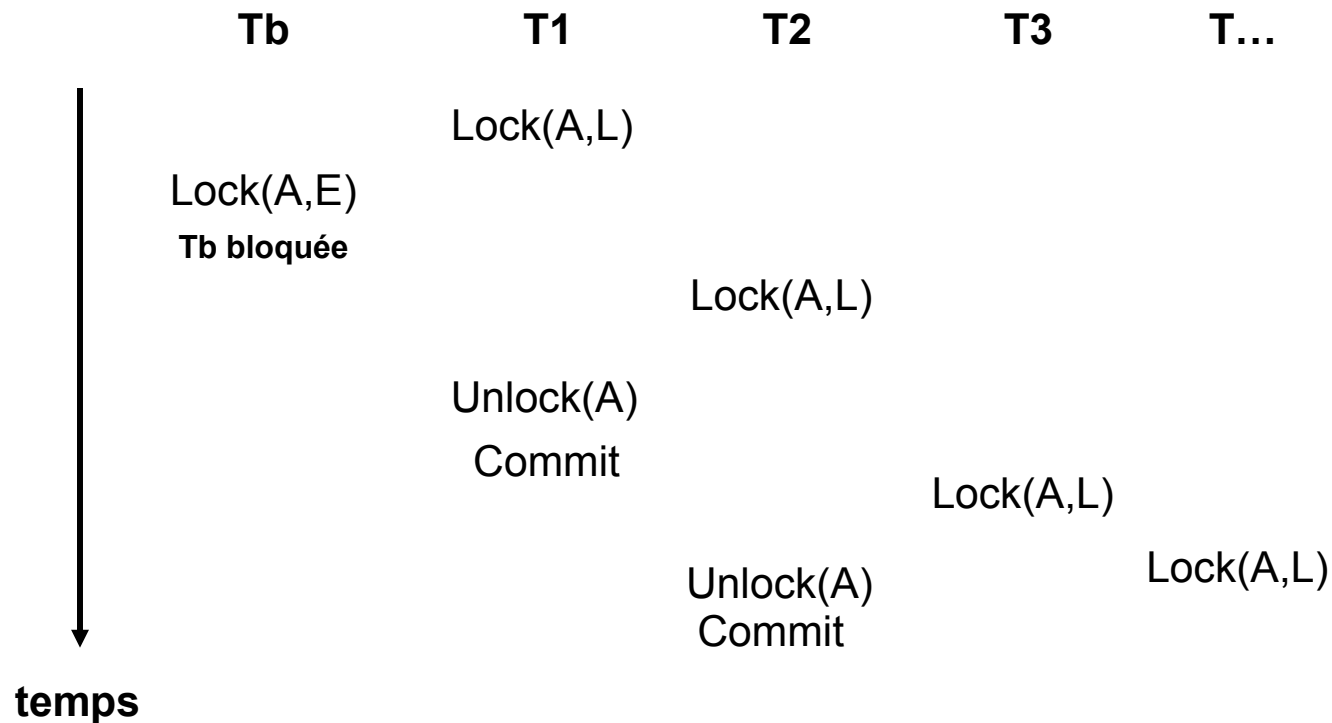 Tb T1 T2 T3 T…
Lock(A,L)
Lock(A,E)
Tb bloquée
Lock(A,L)
Unlock(A)
Commit
Lock(A,L)
Lock(A,L)
Unlock(A)
Commit
temps